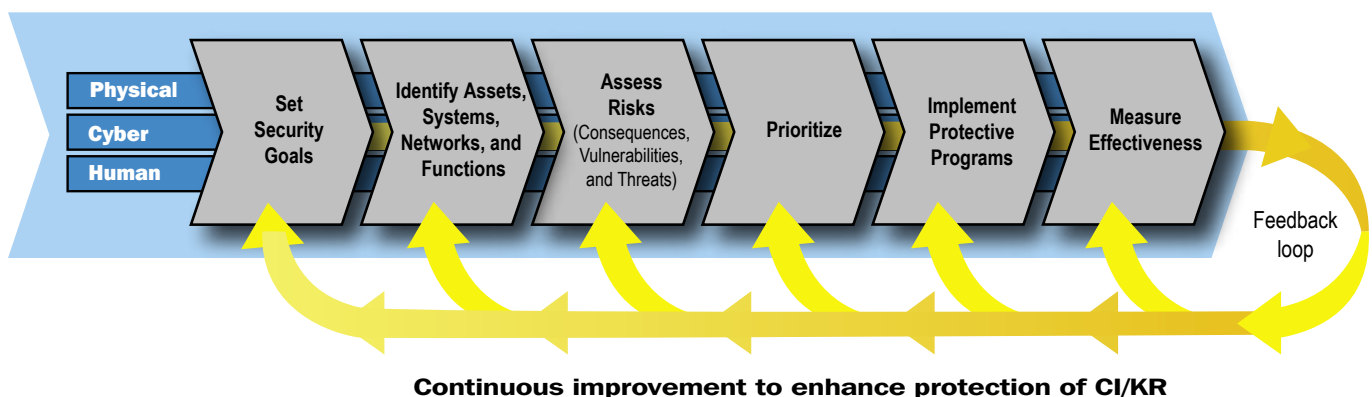 Physical
Cyber
Human
Set
Security
Goals
Identify Assets,
Systems,
Networks, and
Functions
Assess
Risks
(Consequences,
Vulnerabilities,
and Threats)
Prioritize
Implement
Protective
Programs
Measure
Effectiveness
Feedback
loop
Continuous improvement to enhance protection of CI/KR